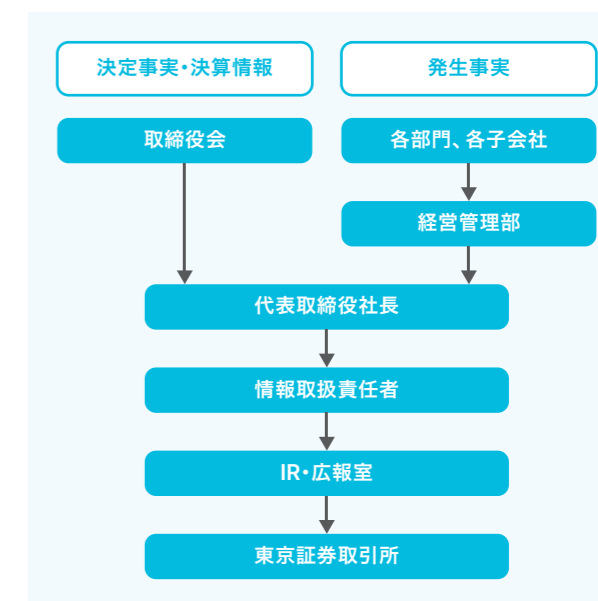 決定事実・決算情報
発生事実
取締役会
各部門、各子会社
経営管理部
代表取締役社長
情報取扱責任者
IR・広報室
東京証券取引所